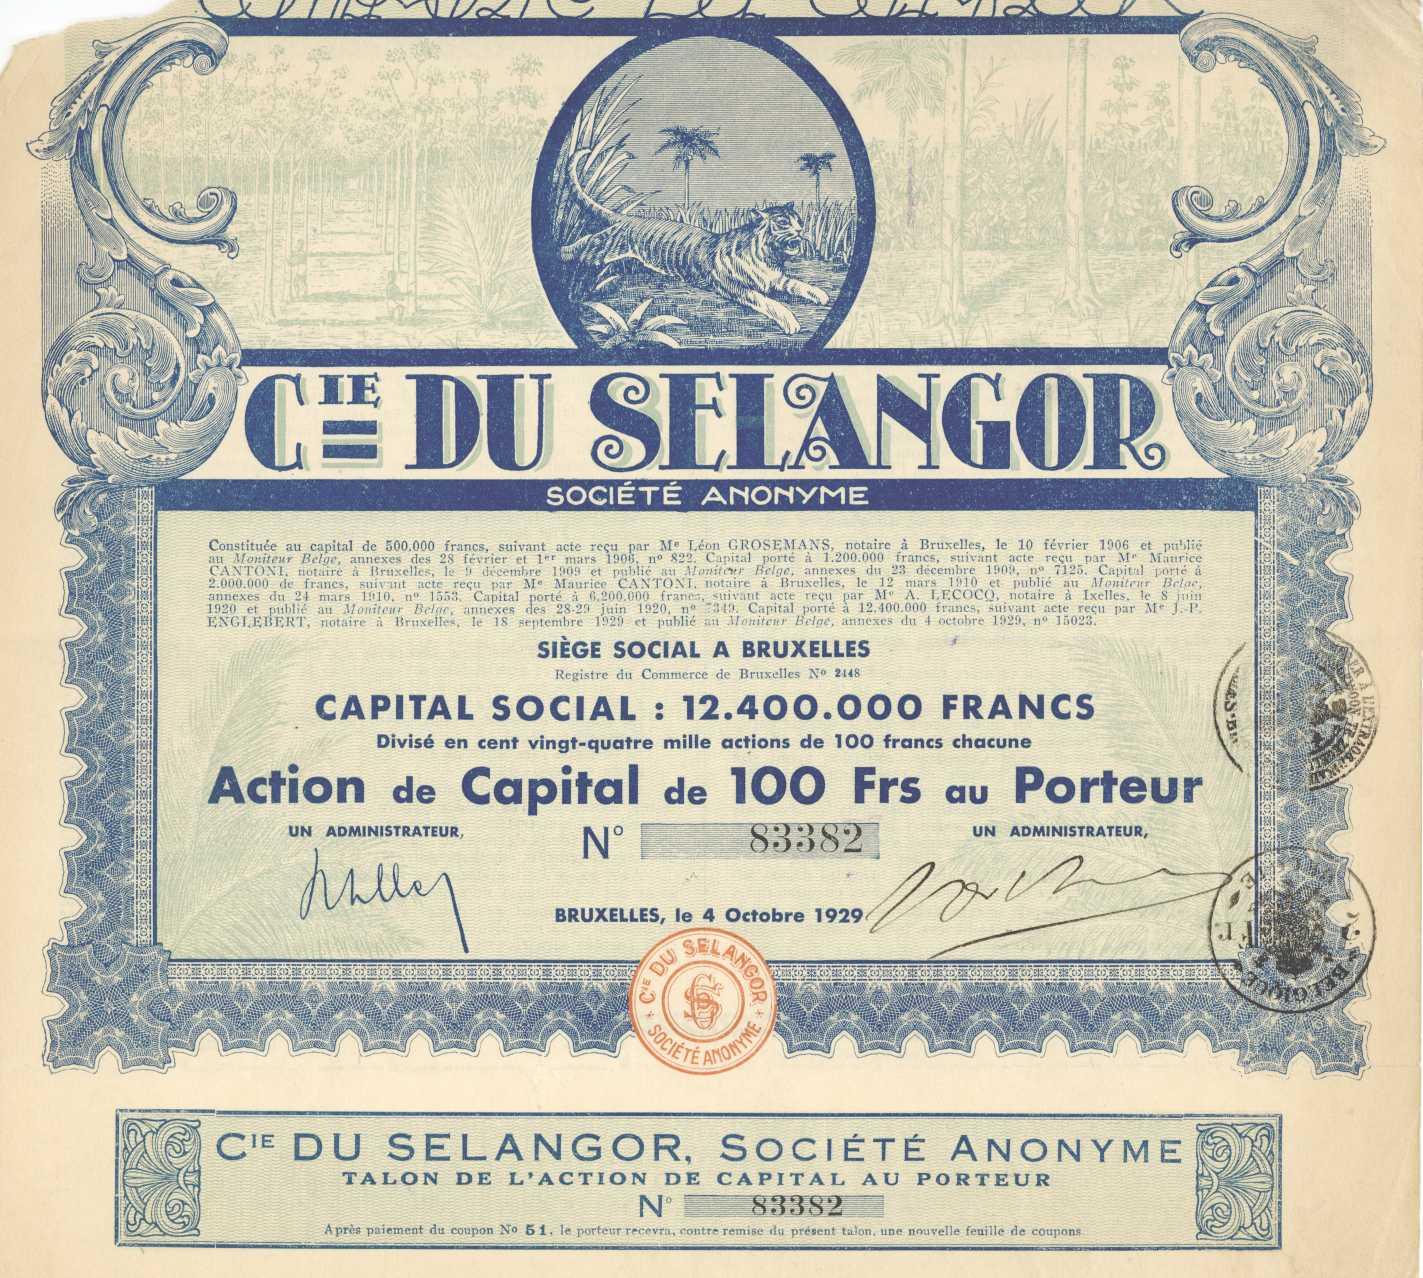 CIE DU SELANGOR
SOCIÉTÉ ANONYME
Constituée au capital de 500.000 francs, suivant acte reçu par Me Léon GROSEMANS, notaire à Bruxelles, le 10 février 1906 et publié
au Moniteur Belge, annexes des 28 février et 1er mars 1906, no 822. Capital porté à 1.200.000 francs, suivant acte reçu par Me Maurice
CANTONI, notaire à Bruxelles, le 9 décembre 1909 et publié au Moniteur Belge, annexes du 23 décembre 1909, no 7125. Capital porté à
2.000.000 de francs, suivant acte reçu par Me Maurice CANTONI, notaire à Bruxelles, le 12 mars 1910 et publié au Moniteur Belge,
annexes du 24 mars 1910, no 1553. Capital porté à 6.200.000 francs, suivant acte reçu par Me A. LECOCQ, notaire à Ixelles, le 8 juin
1920 et publié au Moniteur Belge, annexes des 28-29 juin 1920, no 7349. Capital porté à 12.400.000 francs, suivant acte reçu par Me J.-P.
ENGLEBERT, notaire à Bruxelles, le 18 septembre 1929 et publié au Moniteur Belge, annexes du 4 octobre 1929, no 15023.
SIÈGE SOCIAL A BRUXELLES
Registre du Commerce de Bruxelles No 2448
CAPITAL SOCIAL : 12.400.000 FRANCS
Divisé en cent vingt-quatre mille actions de 100 francs chacune
Action de Capital de 100 Frs au Porteur
UN ADMINISTRATEUR, No 83382 UN ADMINISTRATEUR,
BRUXELLES, le 4 Octobre 1929
CIE DU SELANGOR
SOCIÉTÉ ANONYME
BELGIQUE
CIE DU SELANGOR, SOCIÉTÉ ANONYME
TALON DE L'ACTION DE CAPITAL AU PORTEUR
No 83382
Après paiement du coupon No 51, le porteur recevra, contre remise du présent talon, une nouvelle feuille de coupons